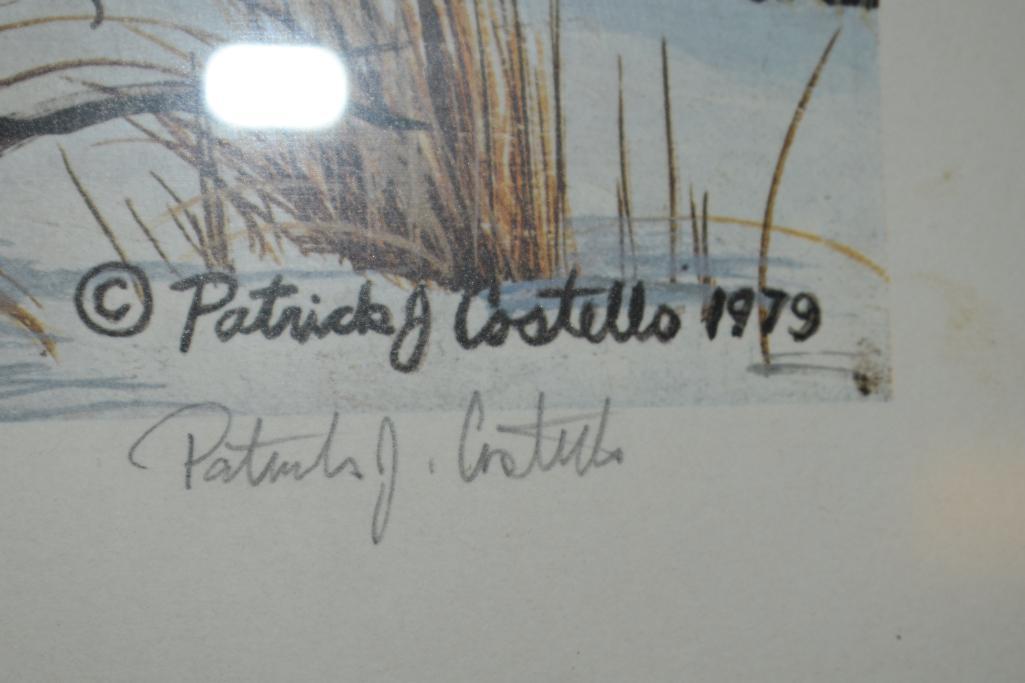 © Patrick J Costello 1979
Patrick J. Costello